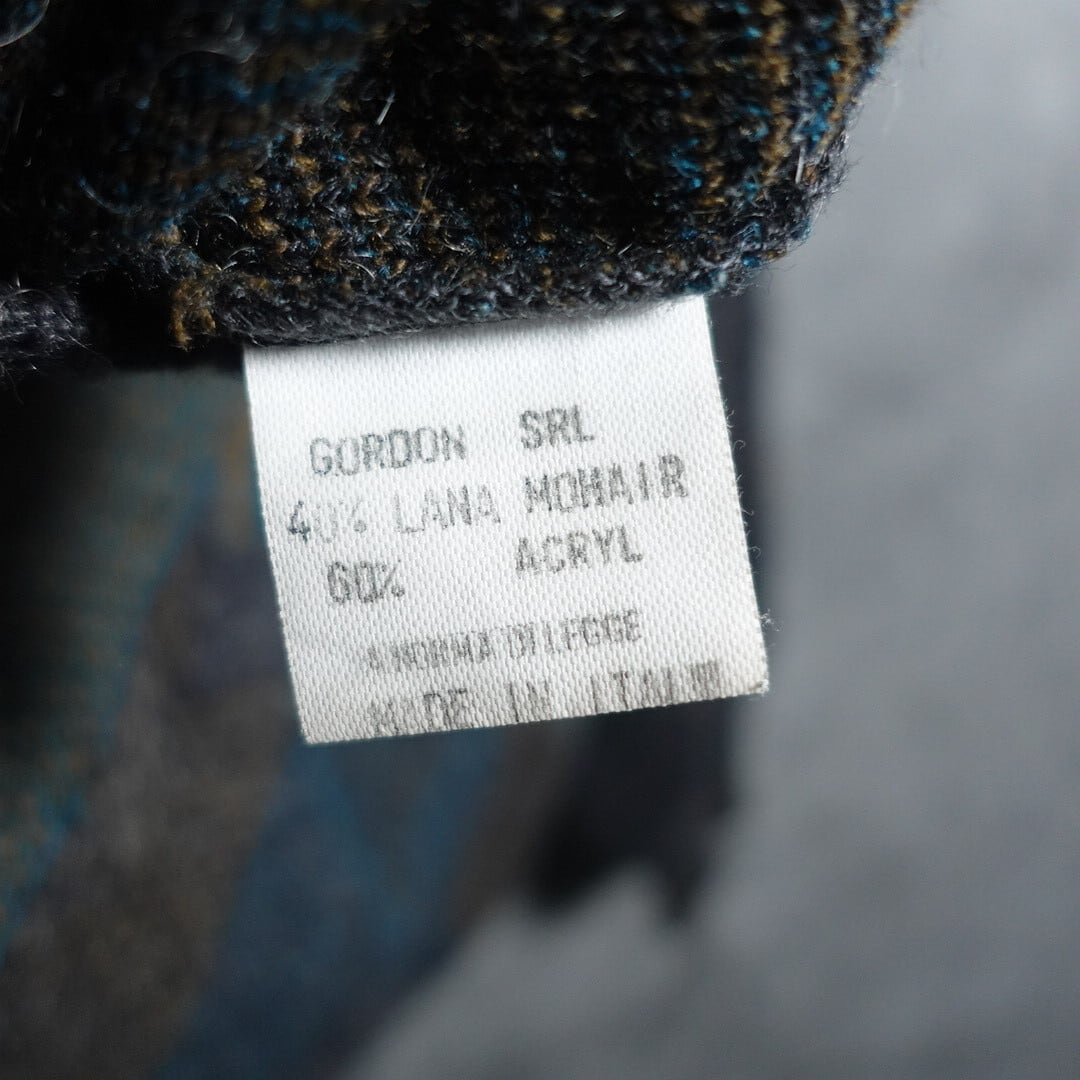 GORDON SRL
40% LANA MOHAIR
60% ACRYL
A NORMA DI LEGGE
MADE IN ITALY